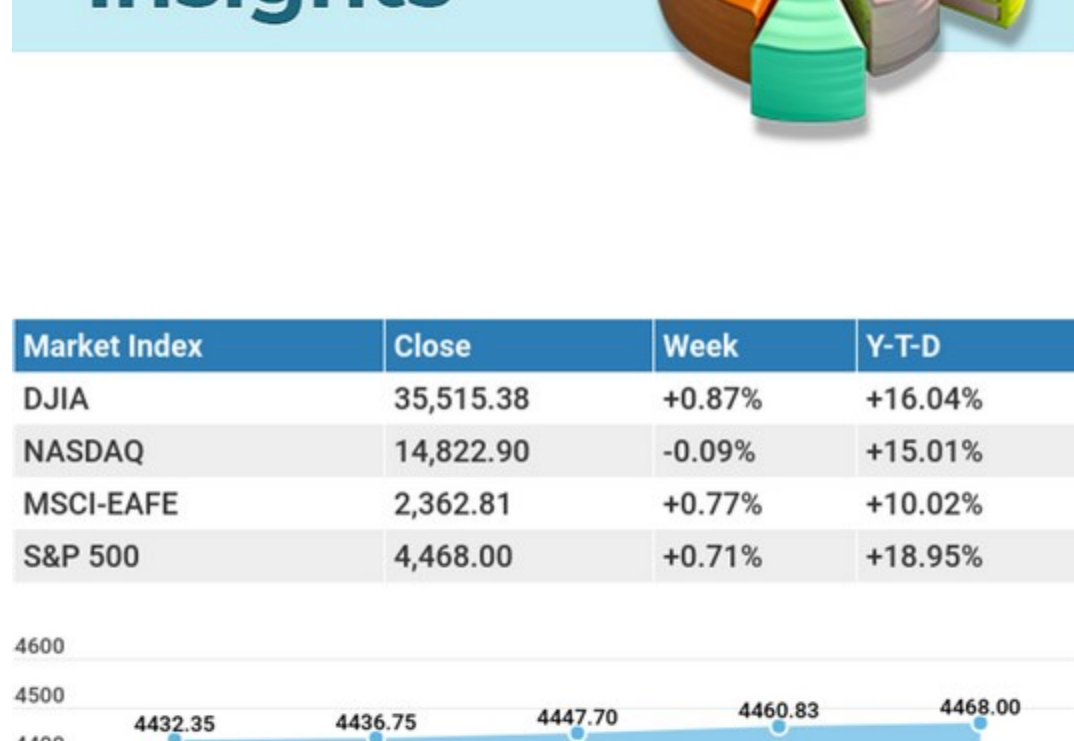 Insights
Market Index Close Week Y-T-D
DJIA 35,515.38 +0.87% +16.04%
NASDAQ 14,822.90 -0.09% +15.01%
MSCI-EAFE 2,362.81 +0.77% +10.02%
S&P 500 4,468.00 +0.71% +18.95%
4600
4500
4432.35 4436.75 4447.70 4460.83 4468.00
4400